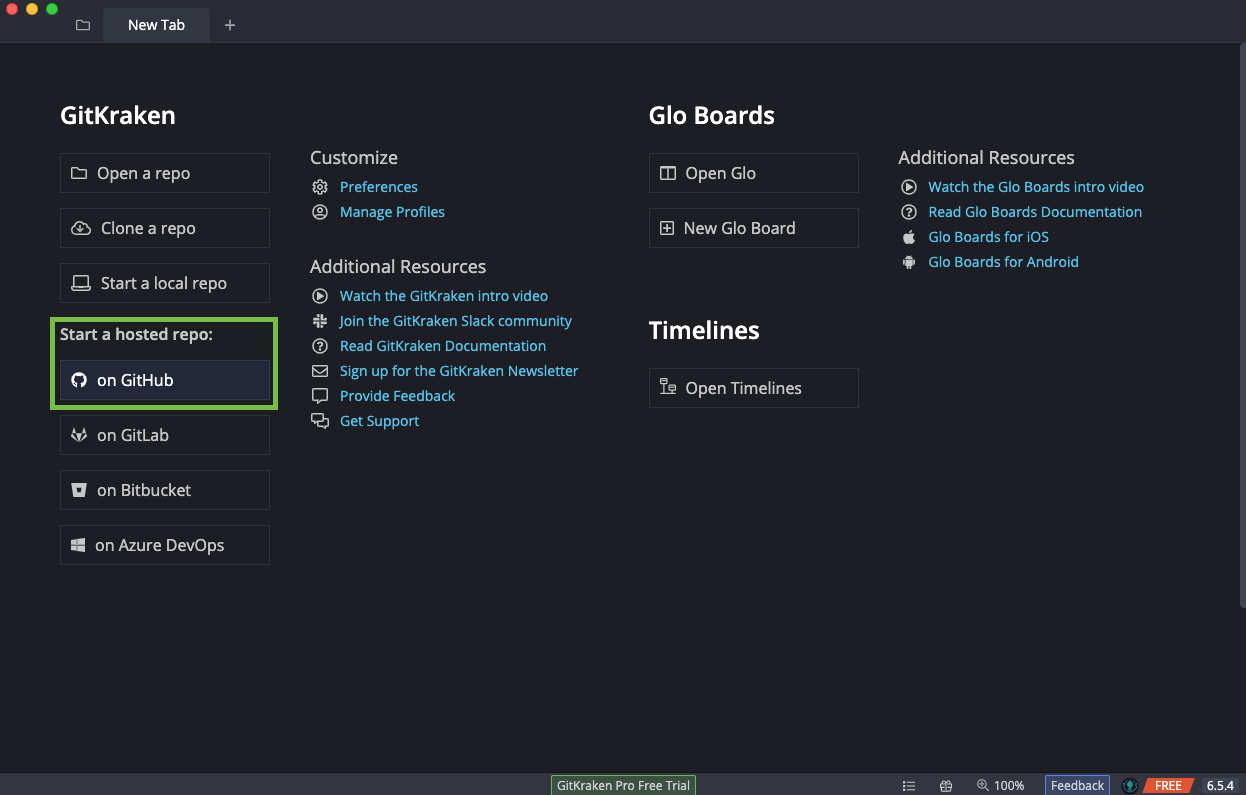 New Tab
GitKraken
Open a repo
Clone a repo
Start a local repo
Start a hosted repo:
on GitHub
on GitLab
on Bitbucket
on Azure DevOps
Customize
Preferences
Manage Profiles
Additional Resources
Watch the GitKraken intro video
Join the GitKraken Slack community
Read GitKraken Documentation
Sign up for the GitKraken Newsletter
Provide Feedback
Get Support
Glo Boards
Open Glo
New Glo Board
Additional Resources
Watch the Glo Boards intro video
Read Glo Boards Documentation
Glo Boards for iOS
Glo Boards for Android
Timelines
Open Timelines
GitKraken Pro Free Trial
100%
Feedback
FREE
6.5.4